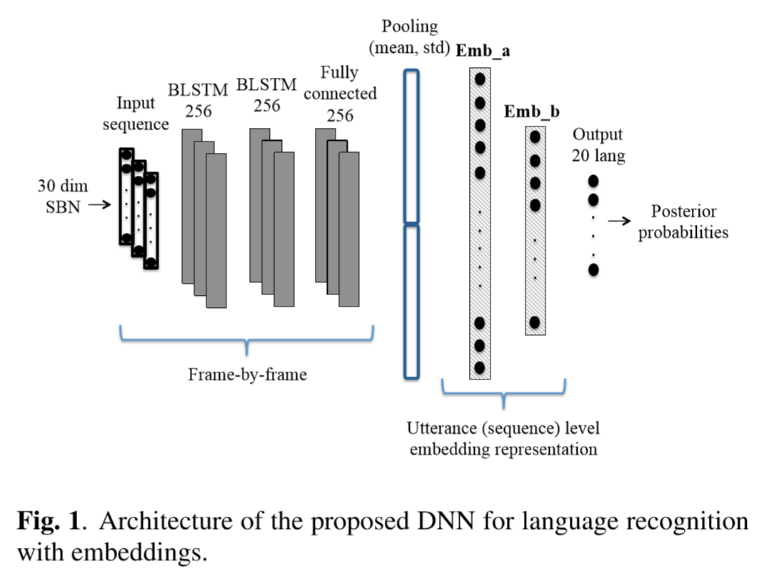 Pooling
(mean, std)
Emb_a
Fully
connected
256
BLSTM
256
BLSTM
256
Input
sequence
Emb_b
Output
20 lang
30 dim
SBN
Posterior
probabilities
Frame-by-frame
Utterance (sequence) level
embedding representation
Fig. 1. Architecture of the proposed DNN for language recognition
with embeddings.